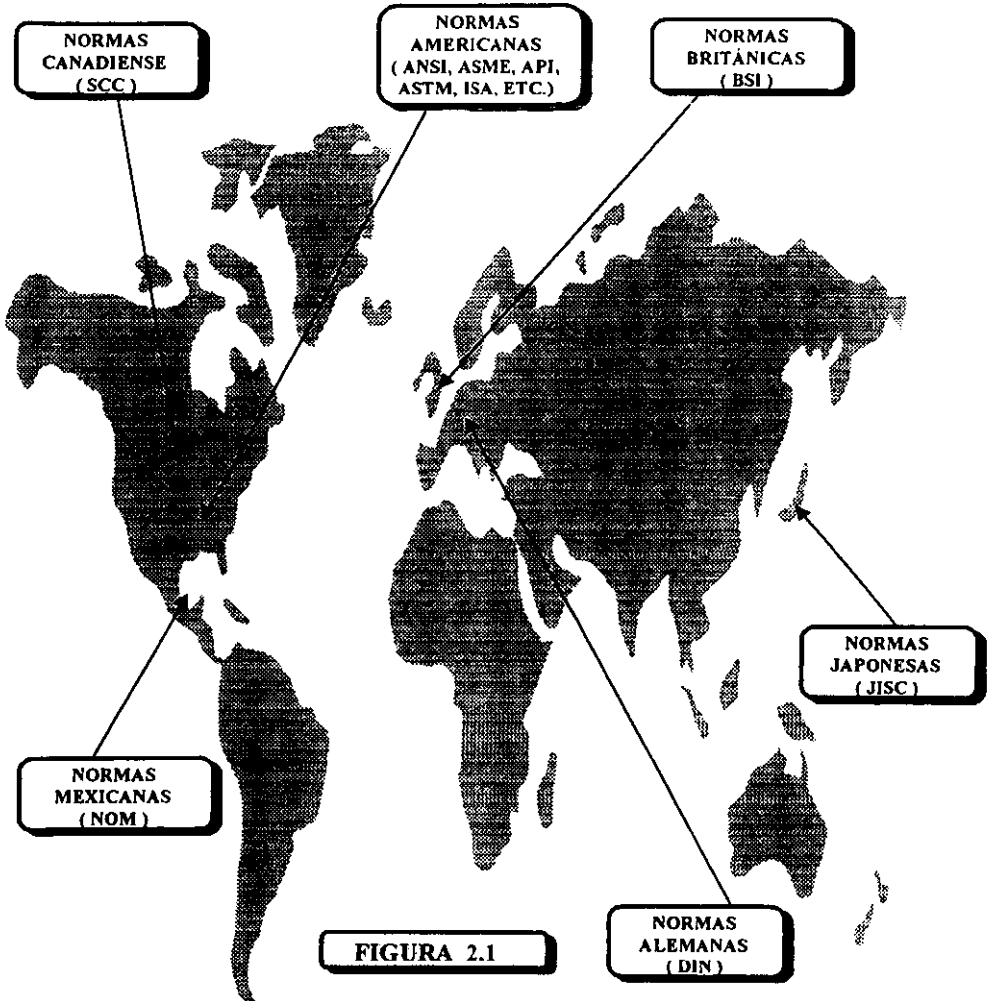 NORMAS
CANADIENSE
( SCC )
NORMAS
AMERICANAS
( ANSI, ASME, API,
ASTM, ISA, ETC.)
NORMAS
BRITÁNICAS
( BSI )
NORMAS
JAPONESAS
( JISC )
NORMAS
MEXICANAS
( NOM )
NORMAS
ALEMANAS
( DIN )
FIGURA 2.1